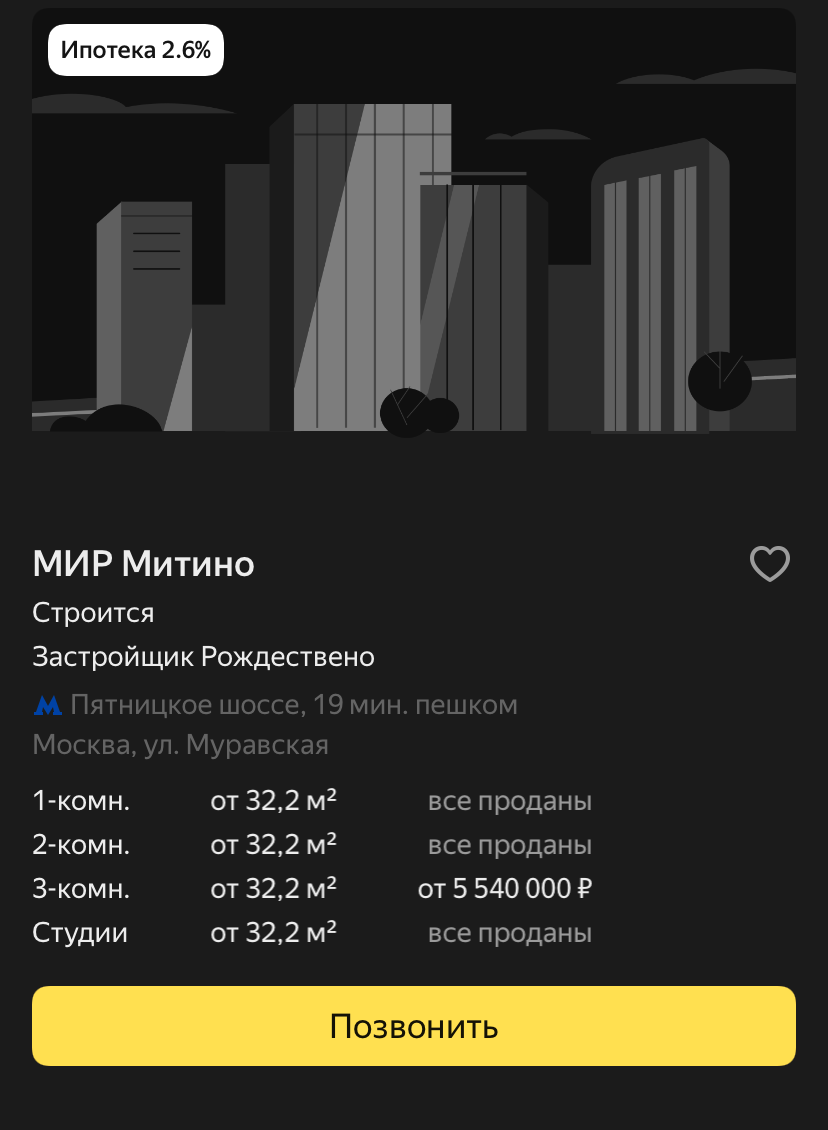 Ипотека 2.6%
МИР Митино
Строится
Застройщик Рождествено
Пятницкое шоссе, 19 мин. пешком
Москва, ул. Муравская
1-комн. от 32,2 м² все проданы
2-комн. от 32,2 м² все проданы
3-комн. от 32,2 м² от 5 540 000 ₽
Студии от 32,2 м² все проданы
Позвонить